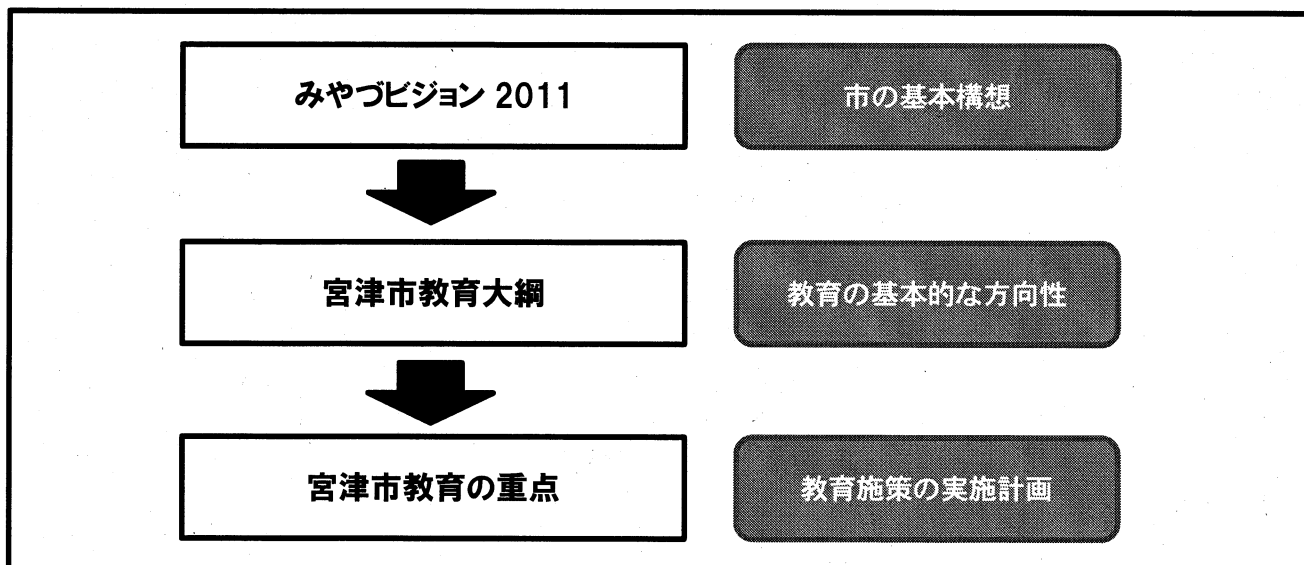 みやづビジョン 2011
市の基本構想
宮津市教育大綱
教育の基本的な方向性
宮津市教育の重点
教育施策の実施計画